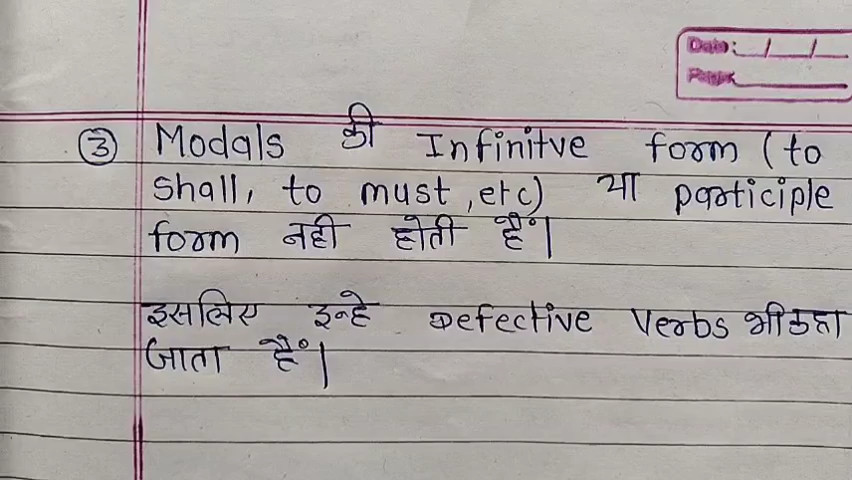 Date: / /
Page
③ Modals की Infinitve form (to
shall, to must, etc) या participle
form नही होती हैं।
इसलिए इन्हे Defective Verbs भी कहा
जाता हैं।